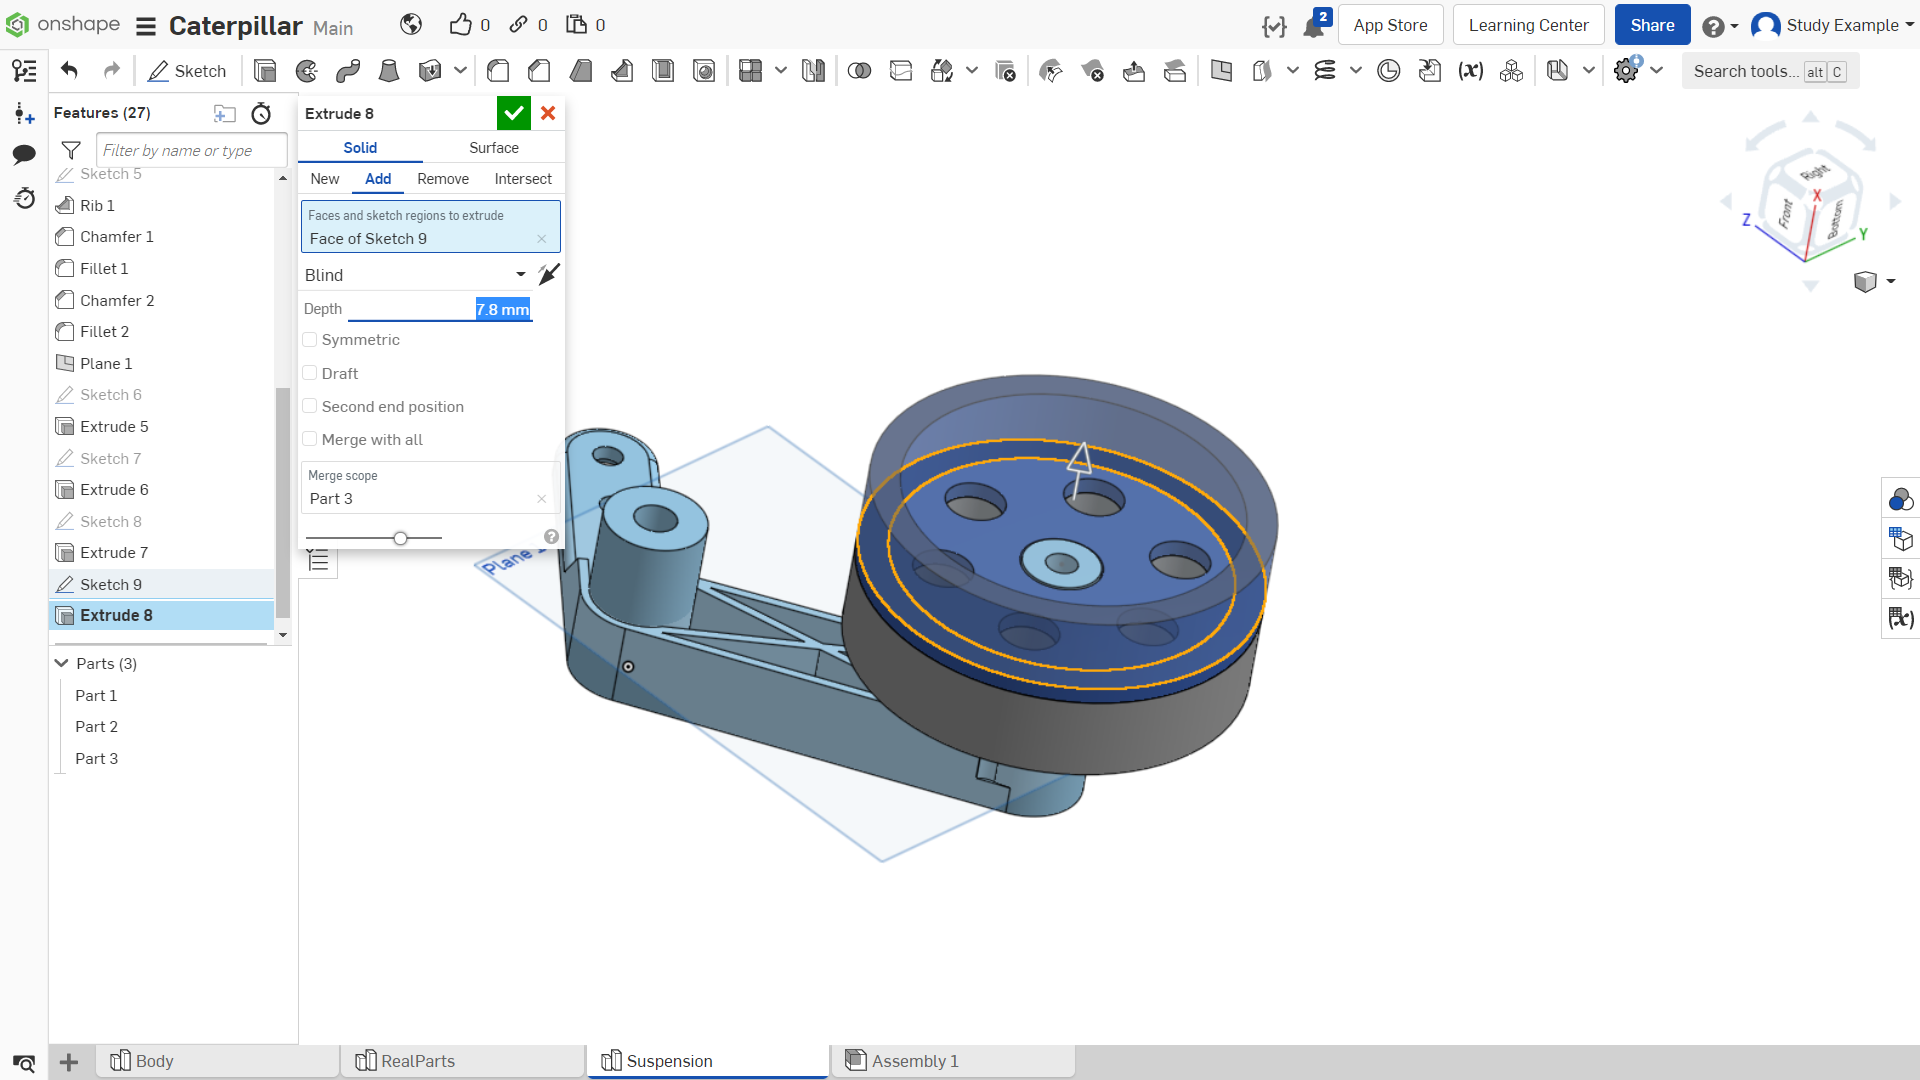 onshape Caterpillar Main 0 0 0 2 App Store Learning Center Share Study Example
Sketch Search tools... alt C
Features (27)
Filter by name or type
Sketch 5
Rib 1
Chamfer 1
Fillet 1
Chamfer 2
Fillet 2
Plane 1
Sketch 6
Extrude 5
Sketch 7
Extrude 6
Sketch 8
Extrude 7
Sketch 9
Extrude 8
Parts (3)
Part 1
Part 2
Part 3
Extrude 8
Solid Surface
New Add Remove Intersect
Faces and sketch regions to extrude
Face of Sketch 9
Blind
Depth 7.8 mm
Symmetric
Draft
Second end position
Merge with all
Merge scope
Part 3
Plane
Right
Front
Bottom
X
Z
Y
Body RealParts Suspension Assembly 1